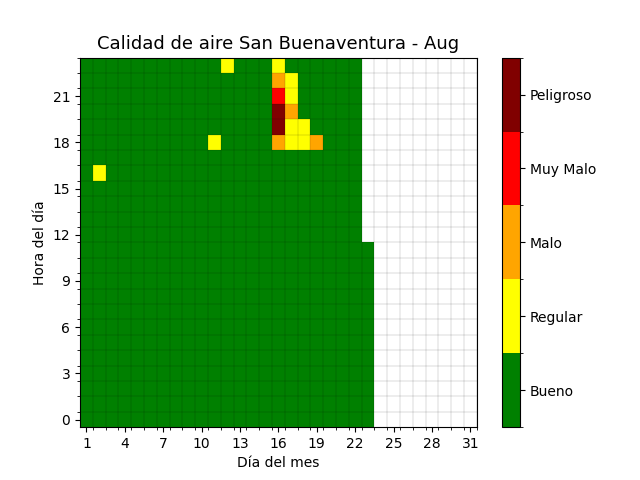 Calidad de aire San Buenaventura - Aug
Hora del día
21
18
15
12
9
6
3
0
1 4 7 10 13 16 19 22 25 28 31
Día del mes
Peligroso
Muy Malo
Malo
Regular
Bueno